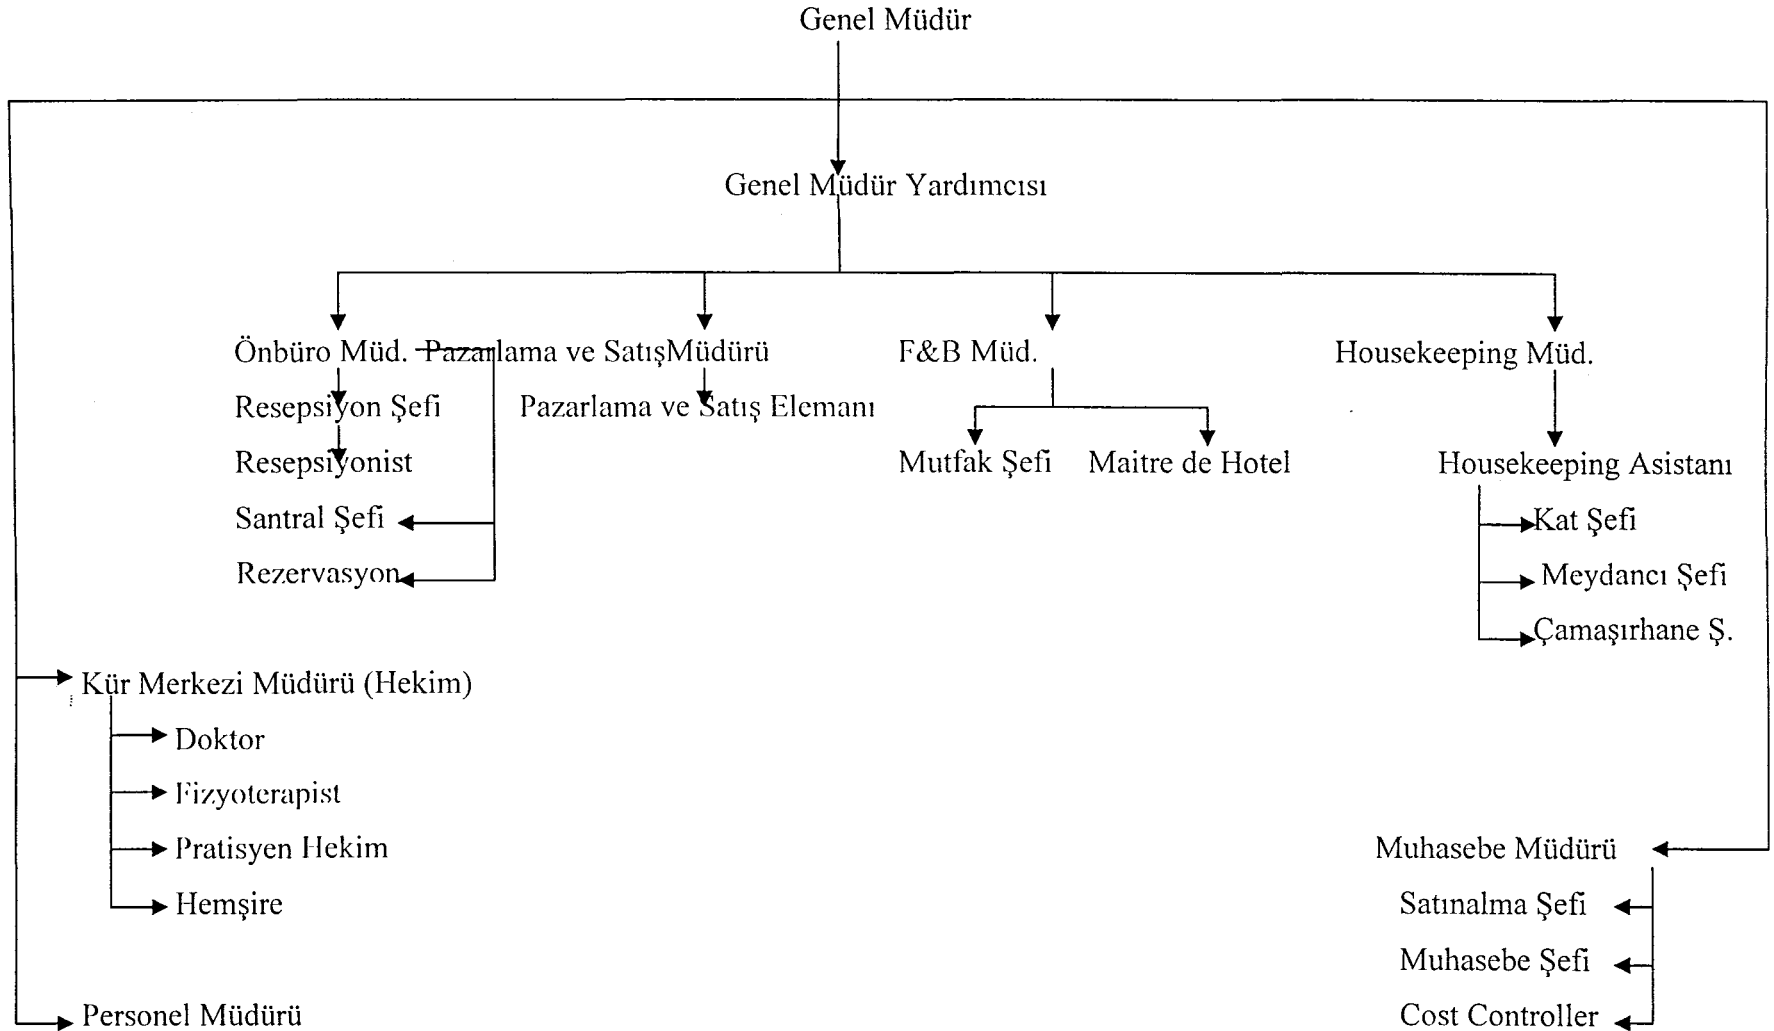 Genel Müdür
Genel Müdür Yardımcısı
Önbüro Müd. Pazarlama ve SatışMüdürü F&B Müd. Housekeeping Müd.
Resepsiyon Şefi Pazarlama ve Satış Elemanı
Resepsiyonist Mutfak Şefi Maitre de Hotel Housekeeping Asistanı
Santral Şefi Kat Şefi
Rezervasyon Meydancı Şefi
Çamaşırhane Ş.
Kür Merkezi Müdürü (Hekim)
Doktor
Fizyoterapist
Pratisyen Hekim Muhasebe Müdürü
Hemşire Satınalma Şefi
Muhasebe Şefi
Personel Müdürü Cost Controller